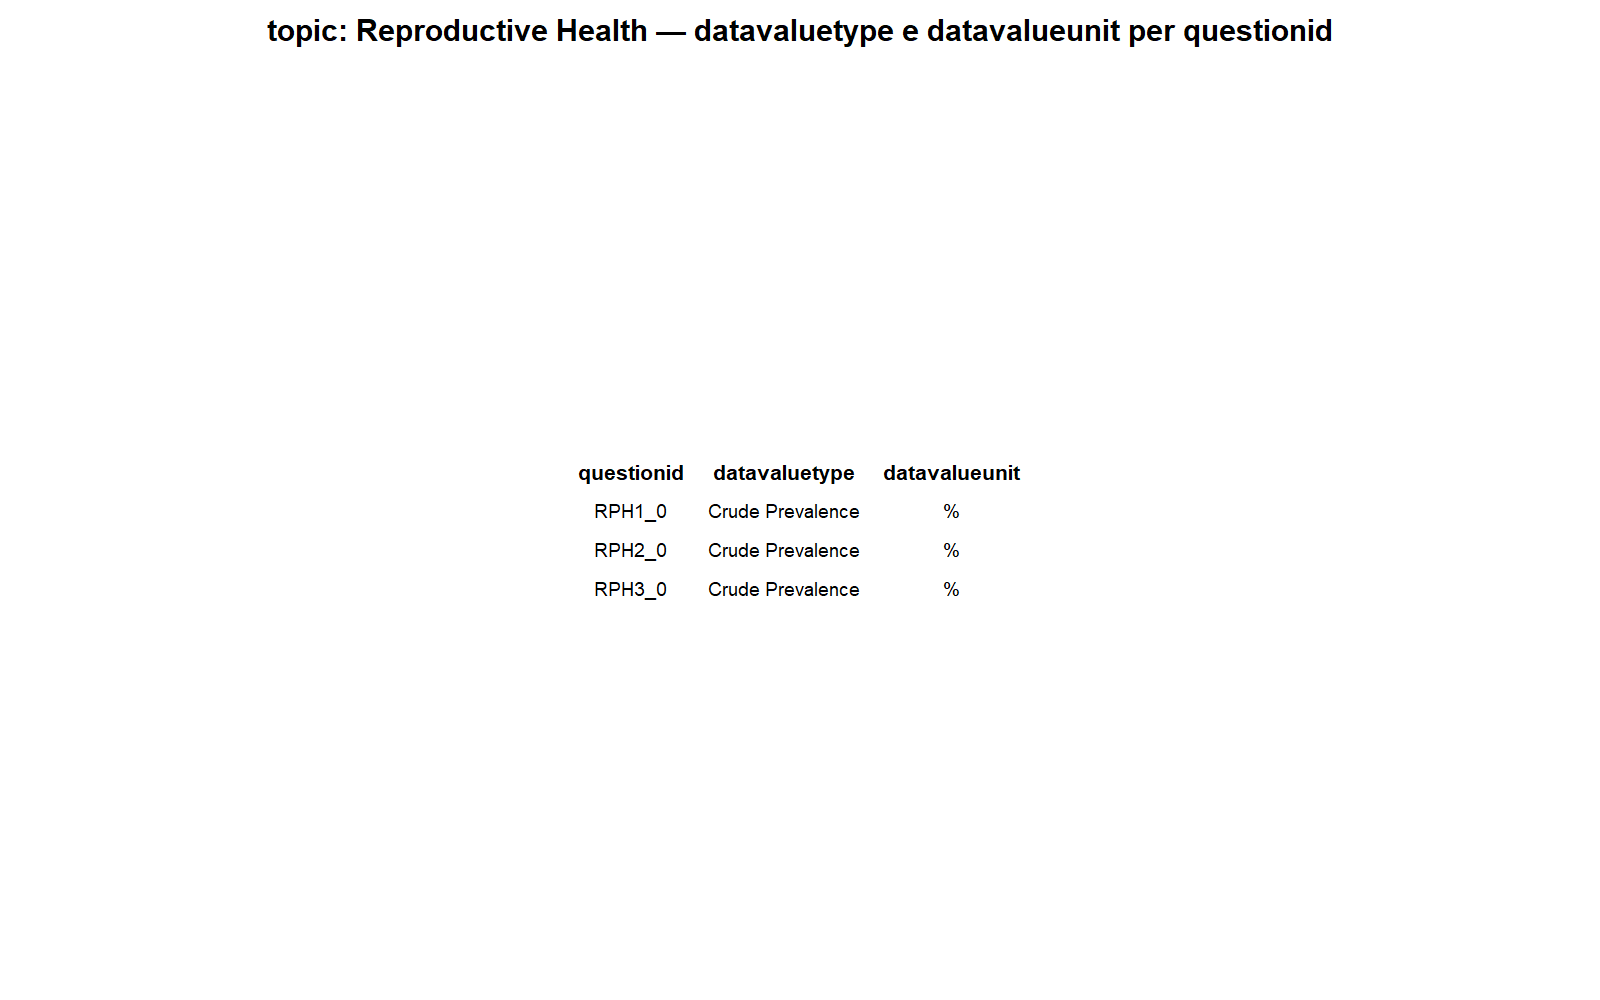 topic: Reproductive Health — datavaluetype e datavalueunit per questionid
questionid datavaluetype datavalueunit
RPH1_0 Crude Prevalence %
RPH2_0 Crude Prevalence %
RPH3_0 Crude Prevalence %